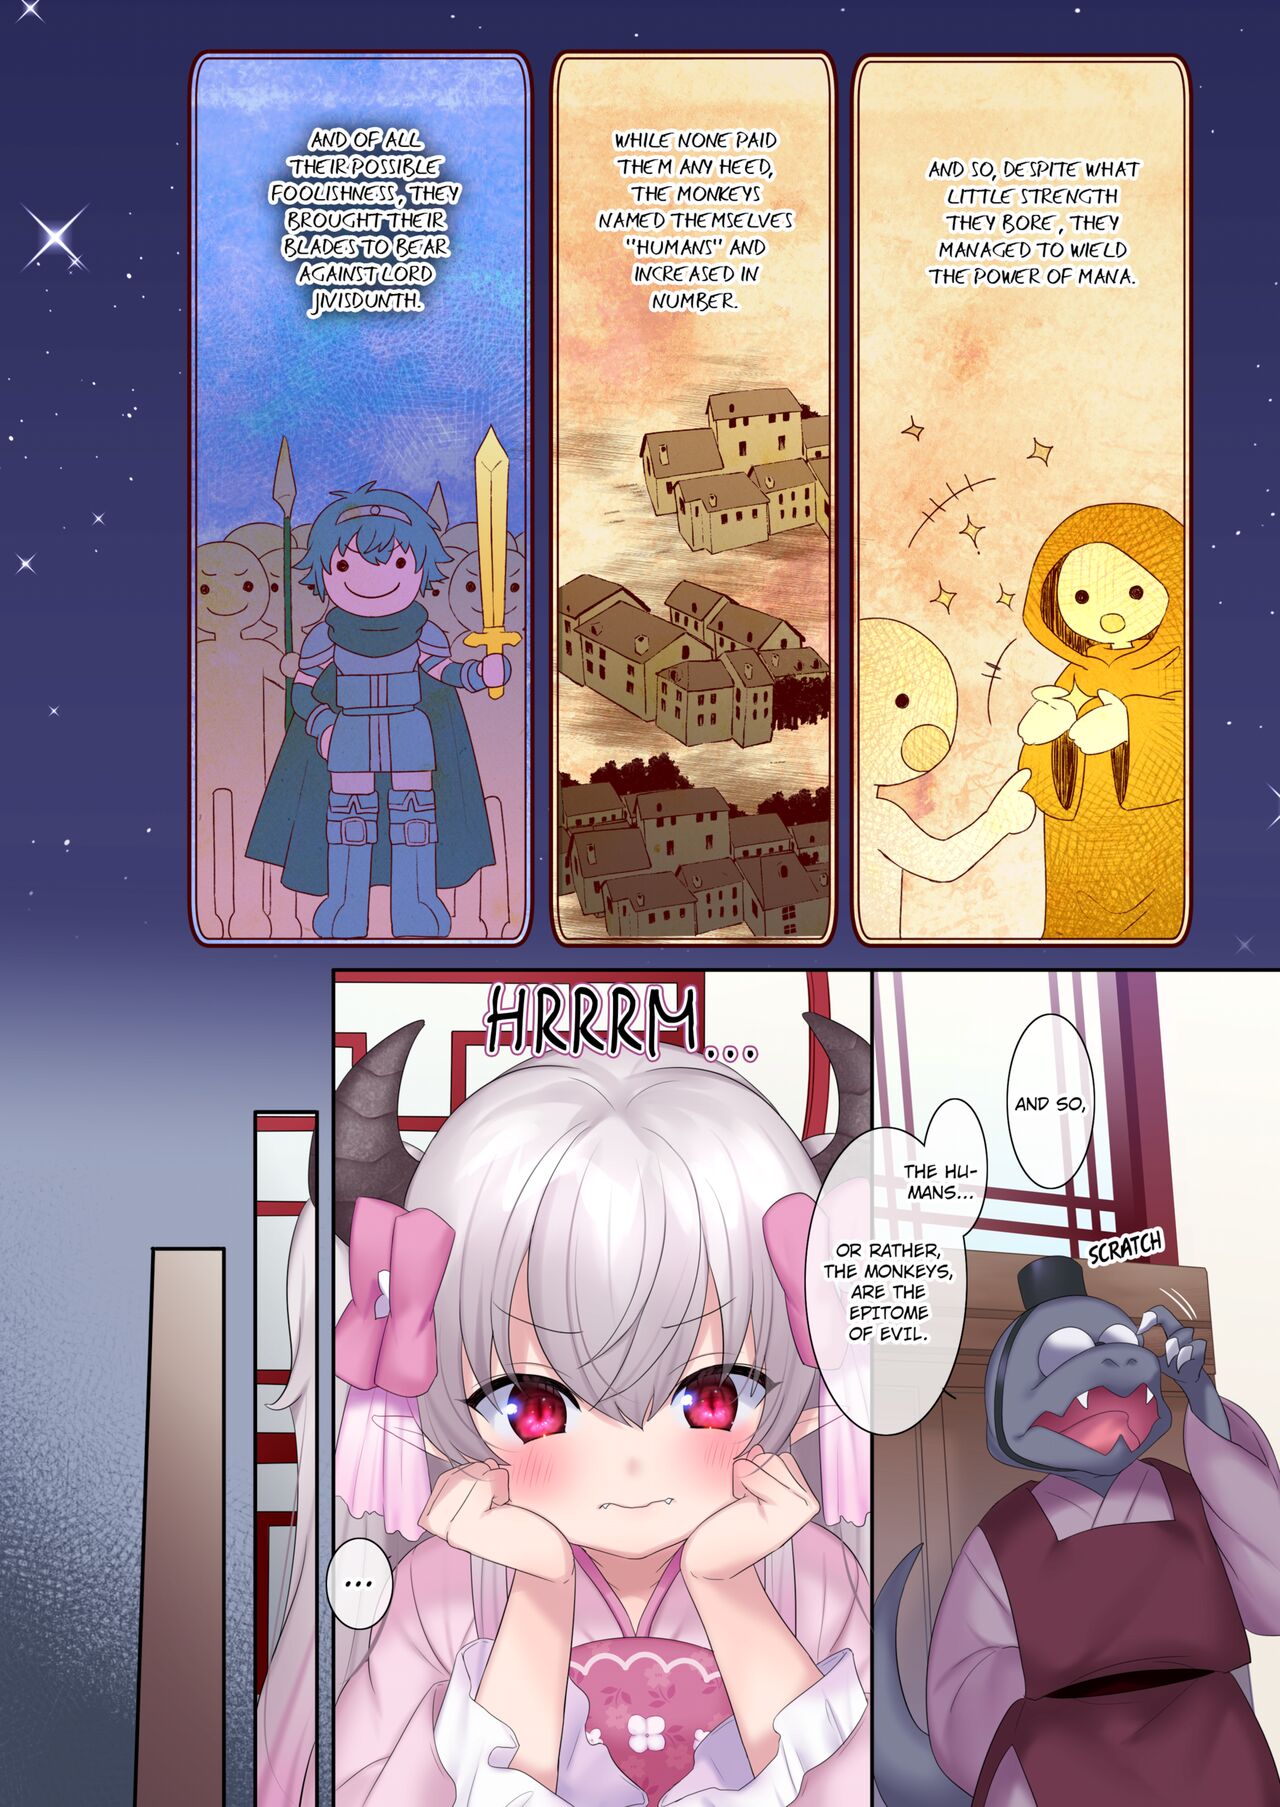 AND SO, DESPITE WHAT
LITTLE STRENGTH
THEY BORE, THEY
MANAGED TO WIELD
THE POWER OF MANA.
WHILE NONE PAID
THEM ANY HEED,
THE MONKEYS
NAMED THEMSELVES
"HUMANS" AND
INCREASED IN
NUMBER.
AND OF ALL
THEIR POSSIBLE
FOOLISHNESS, THEY
BROUGHT THEIR
BLADES TO BEAR
AGAINST LORD
JIVISDUNTH.
AND SO,
THE HU-
MANS...
OR RATHER,
THE MONKEYS,
ARE THE
EPITOME
OF EVIL.
SCRATCH
HRRRM...
...